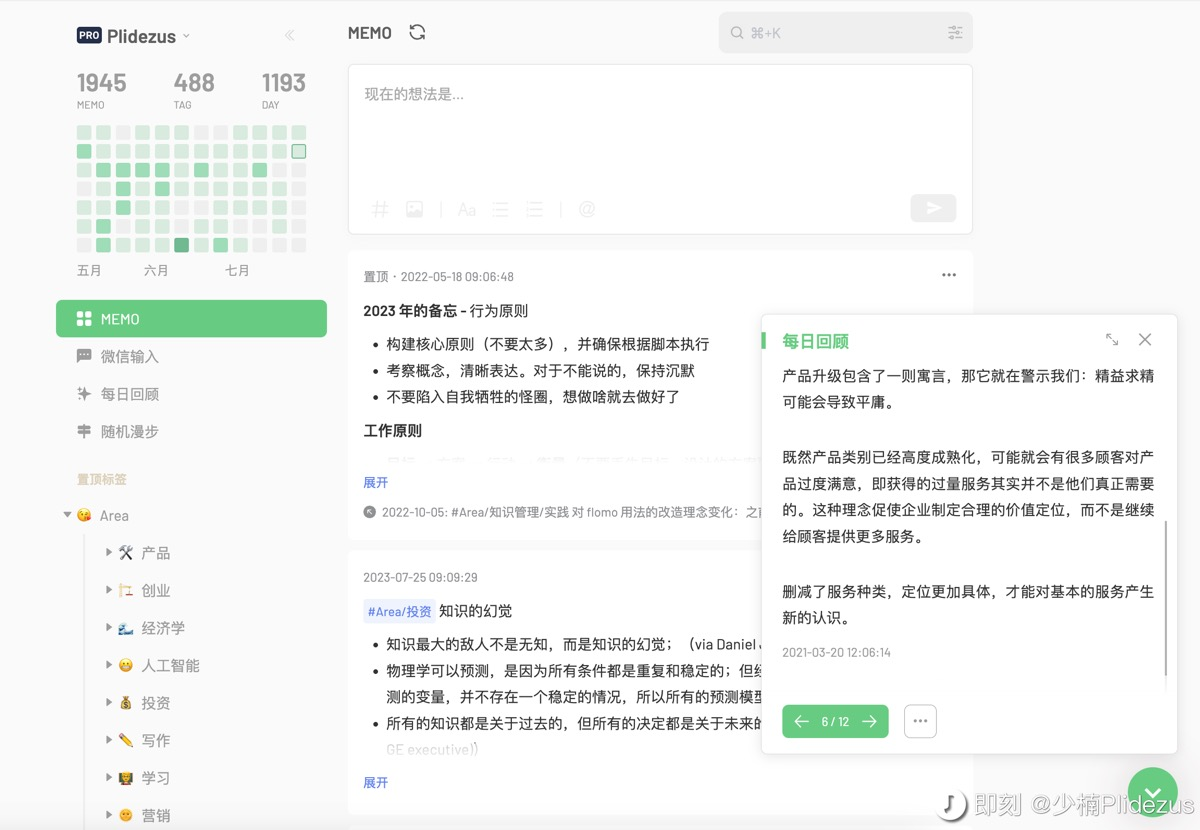 PRO Plidezus
1945 488 1193
MEMO TAG DAY
五月 六月 七月
MEMO
微信输入
每日回顾
随机漫步
置顶标签
😘 Area
🛠 产品
🏗 创业
🌊 经济学
人工智能
💰 投资
✏️ 写作
学习
营销
MEMO
⌘+K
现在的想法是...
# Aa @
置顶 · 2022-05-18 09:06:48
2023 年的备忘 - 行为原则
• 构建核心原则（不要太多），并确保根据脚本执行
• 考察概念，清晰表达。对于不能说的，保持沉默
• 不要陷入自我牺牲的怪圈，想做啥就去做好了
工作原则
展开
2022-10-05: #Area/知识管理/实践 对 flomo 用法的改造理念变化：之
2023-07-25 09:09:29
#Area/投资 知识的幻觉
• 知识最大的敌人不是无知，而是知识的幻觉；（via Daniel
• 物理学可以预测，是因为所有条件都是重复和稳定的；但
测的变量，并不存在一个稳定的情况，所以所有的预测模
• 所有的知识都是关于过去的，但所有的决定都是关于未来的
GE executive)）
展开
每日回顾
产品升级包含了一则寓言，那它就在警示我们：精益求精
可能会导致平庸。
既然产品类别已经高度成熟化，可能就会有很多顾客对产
品过度满意，即获得的过量服务其实并不是他们真正需要
的。这种理念促使企业制定合理的价值定位，而不是继续
给顾客提供更多服务。
删减了服务种类，定位更加具体，才能对基本的服务产生
新的认识。
2021-03-20 12:06:14
← 6 / 12 →
即刻 @少楠Plidezus